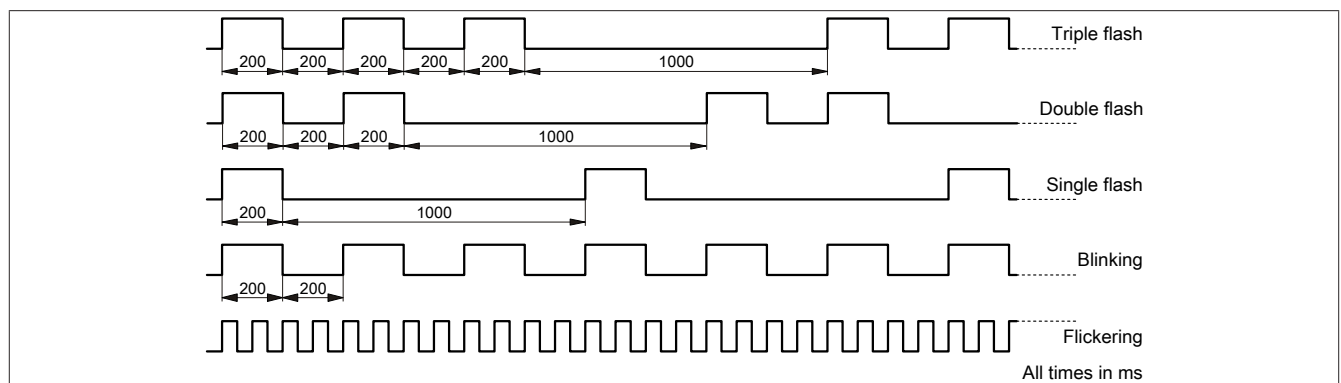 Triple flash
200 200 200 200 200 1000
Double flash
200 200 200 1000
Single flash
200 1000
Blinking
200 200
Flickering
All times in ms